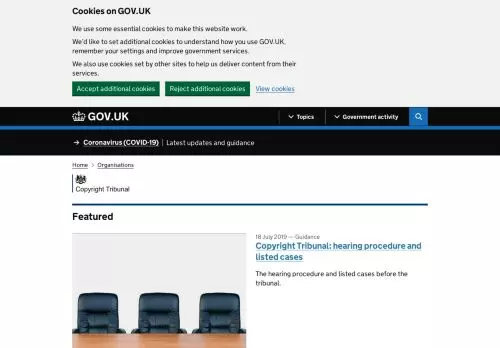 Cookies on GOV.UK
We use some essential cookies to make this website work.
We'd like to set additional cookies to understand how you use GOV.UK,
remember your settings and improve government services.
We also use cookies set by other sites to help us deliver content from their
services.
Accept additional cookies Reject additional cookies View cookies
GOV.UK Topics Government activity
→ Coronavirus (COVID-19) | Latest updates and guidance
Home > Organisations
Copyright Tribunal
Featured
18 July 2019 — Guidance
Copyright Tribunal: hearing procedure and
listed cases
The hearing procedure and listed cases before the
tribunal.